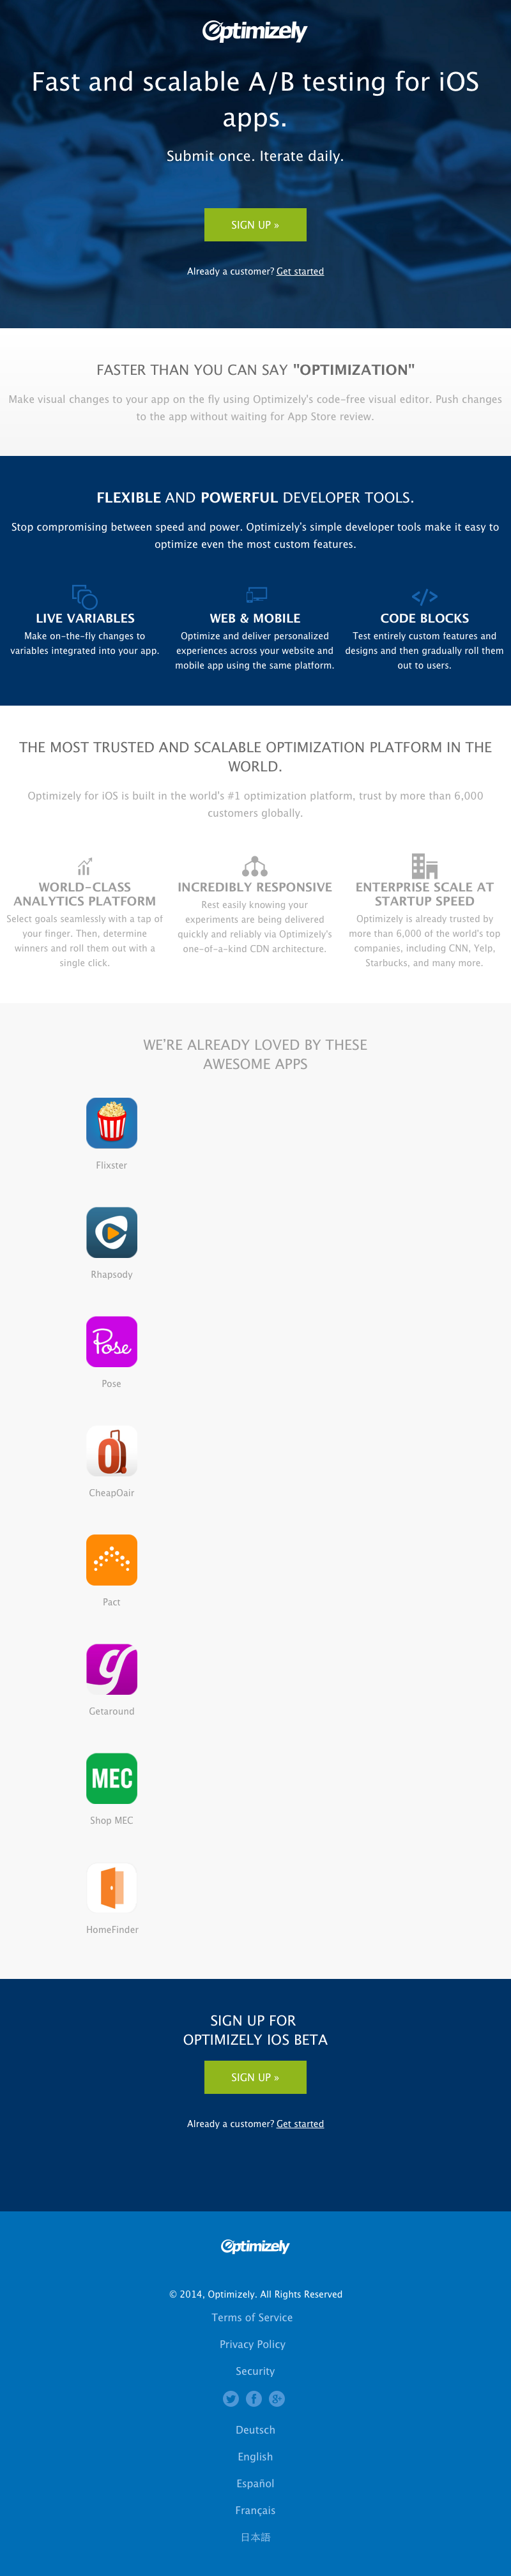 Optimizely
Fast and scalable A/B testing for iOS
apps.
Submit once. Iterate daily.
SIGN UP »
Already a customer? Get started
FASTER THAN YOU CAN SAY "OPTIMIZATION"
Make visual changes to your app on the fly using Optimizely's code-free visual editor. Push changes
to the app without waiting for App Store review.
FLEXIBLE AND POWERFUL DEVELOPER TOOLS.
Stop compromising between speed and power. Optimizely's simple developer tools make it easy to
optimize even the most custom features.
LIVE VARIABLES
Make on-the-fly changes to
variables integrated into your app.
WEB & MOBILE
Optimize and deliver personalized
experiences across your website and
mobile app using the same platform.
</>
CODE BLOCKS
Test entirely custom features and
designs and then gradually roll them
out to users.
THE MOST TRUSTED AND SCALABLE OPTIMIZATION PLATFORM IN THE
WORLD.
Optimizely for iOS is built in the world's #1 optimization platform, trust by more than 6,000
customers globally.
WORLD-CLASS
ANALYTICS PLATFORM
Select goals seamlessly with a tap of
your finger. Then, determine
winners and roll them out with a
single click.
INCREDIBLY RESPONSIVE
Rest easily knowing your
experiments are being delivered
quickly and reliably via Optimizely's
one-of-a-kind CDN architecture.
ENTERPRISE SCALE AT
STARTUP SPEED
Optimizely is already trusted by
more than 6,000 of the world's top
companies, including CNN, Yelp,
Starbucks, and many more.
WE'RE ALREADY LOVED BY THESE
AWESOME APPS
Flixster
Rhapsody
Pose
Pose
CheapOair
Pact
g
Getaround
MEC
Shop MEC
HomeFinder
SIGN UP FOR
OPTIMIZELY IOS BETA
SIGN UP »
Already a customer? Get started
Optimizely
© 2014, Optimizely. All Rights Reserved
Terms of Service
Privacy Policy
Security
Deutsch
English
Español
Français
日本語